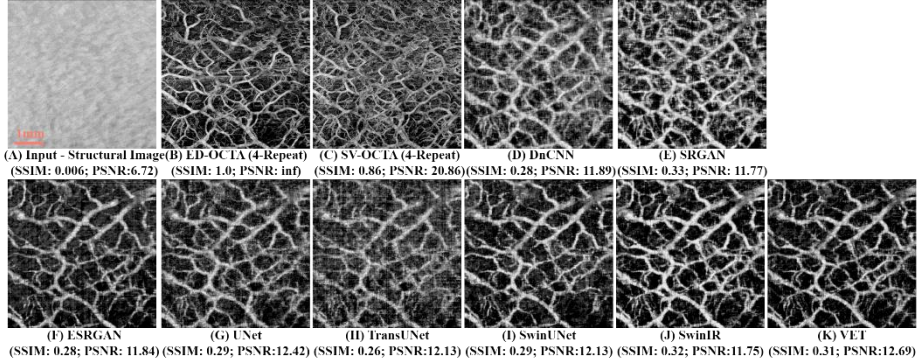 1mm
(A) Input - Structural Image(B) ED-OCTA (4-Repeat) (C) SV-OCTA (4-Repeat) (D) DnCNN (E) SRGAN
(SSIM: 0.006; PSNR:6.72) (SSIM: 1.0; PSNR: inf) (SSIM: 0.86; PSNR: 20.86)(SSIM: 0.28; PSNR: 11.89)(SSIM: 0.33; PSNR: 11.77)
(F) ESRGAN (G) UNet (H) TransUNet (I) SwinUNet (J) SwinIR (K) VET
(SSIM: 0.28; PSNR: 11.84) (SSIM: 0.29; PSNR:12.42) (SSIM: 0.26; PSNR:12.13) (SSIM: 0.29; PSNR:12.13) (SSIM: 0.32; PSNR:11.75) (SSIM: 0.31; PSNR:12.69)